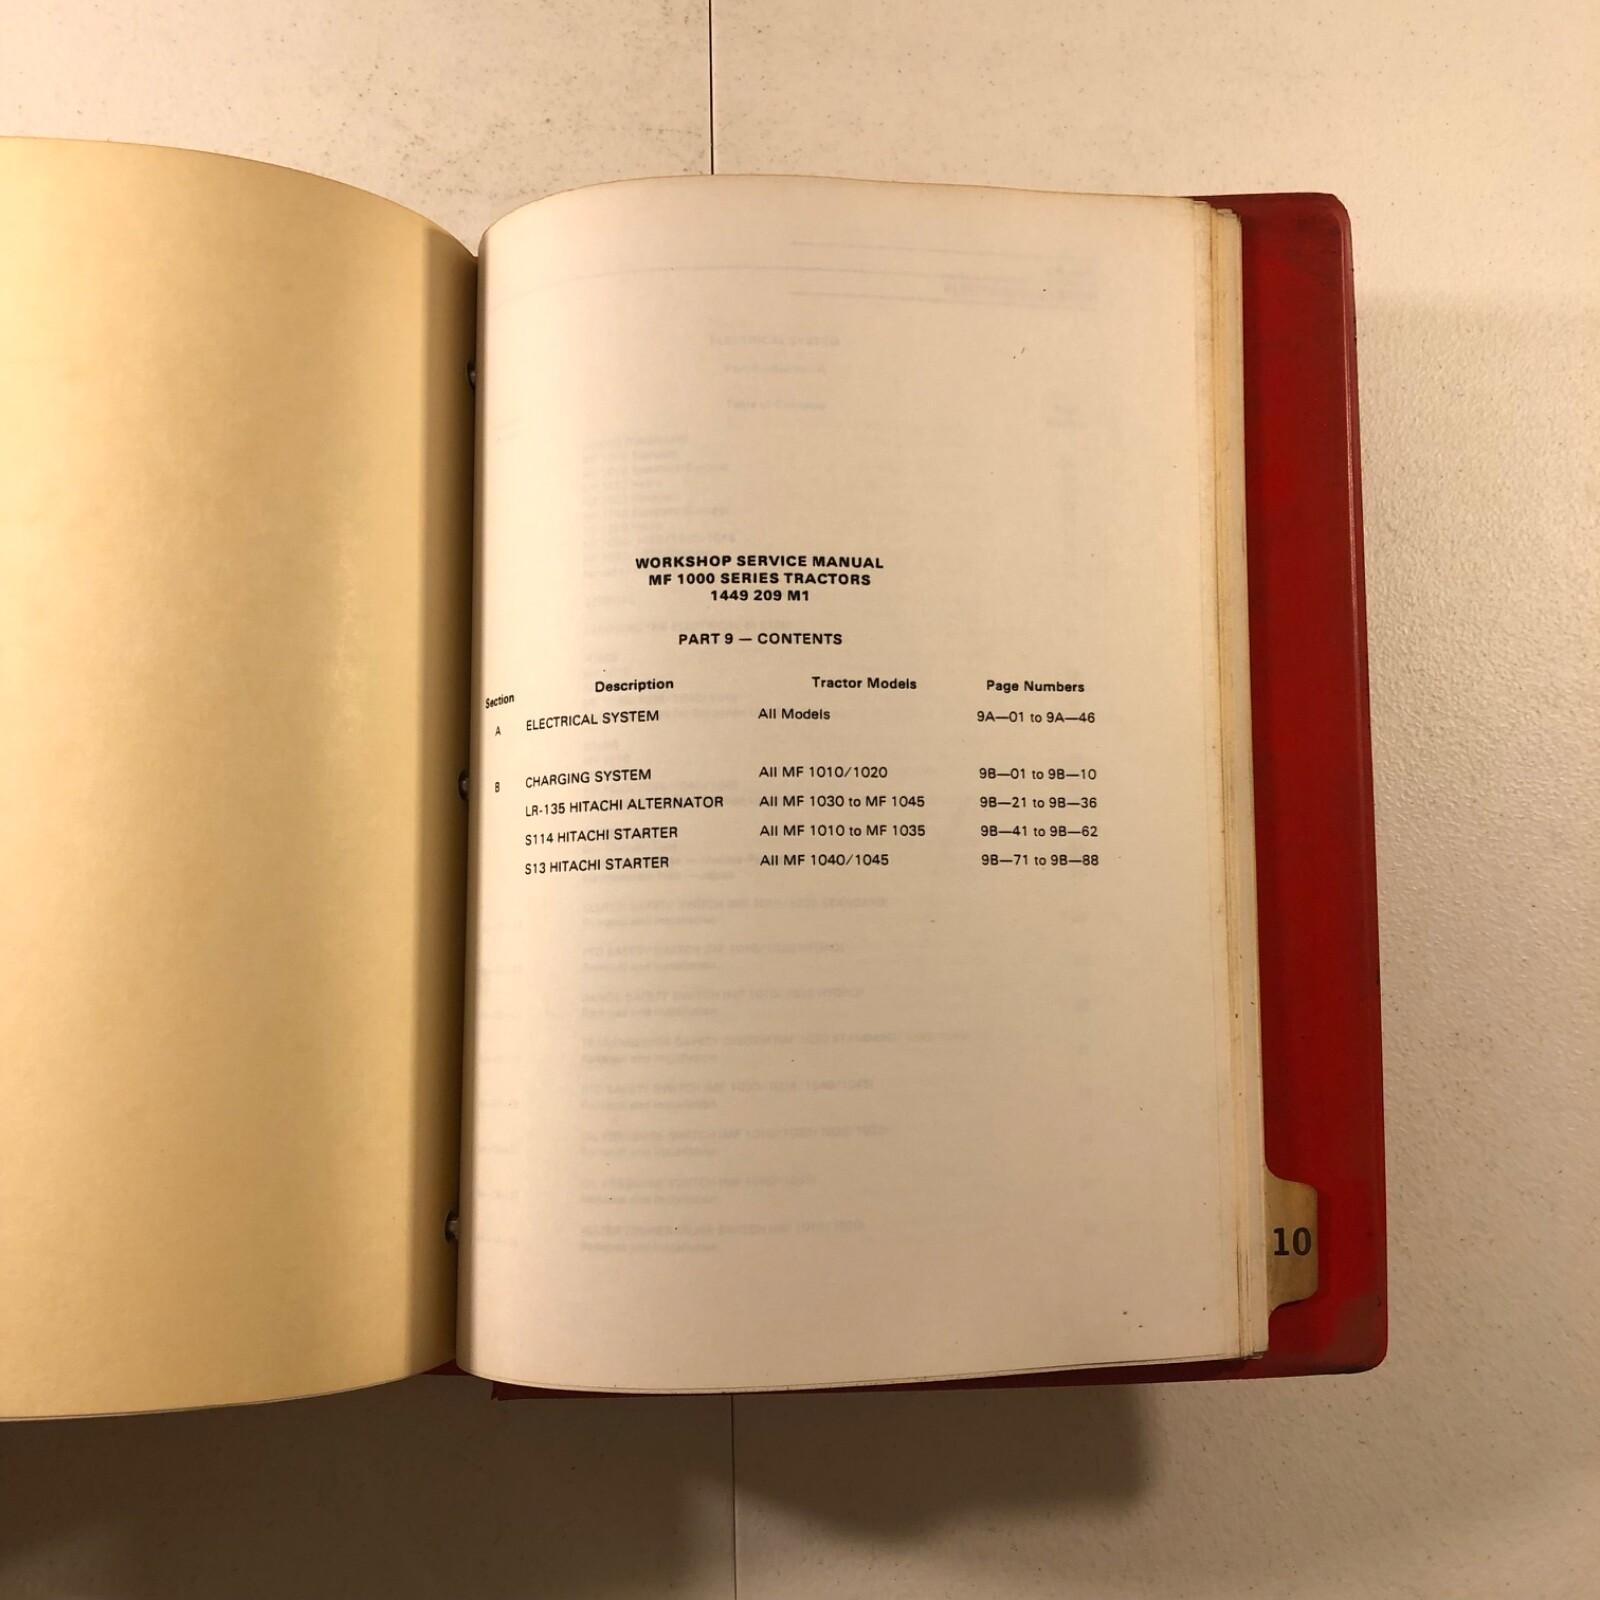 WORKSHOP SERVICE MANUAL
MF 1000 SERIES TRACTORS
1449 209 M1
PART 9 — CONTENTS
Section Description Tractor Models Page Numbers
A ELECTRICAL SYSTEM All Models 9A—01 to 9A—46
B CHARGING SYSTEM All MF 1010/1020 9B—01 to 9B—10
LR-135 HITACHI ALTERNATOR All MF 1030 to MF 1045 9B—21 to 9B—36
S114 HITACHI STARTER All MF 1010 to MF 1035 9B—41 to 9B—62
S13 HITACHI STARTER All MF 1040/1045 9B—71 to 9B—88
10